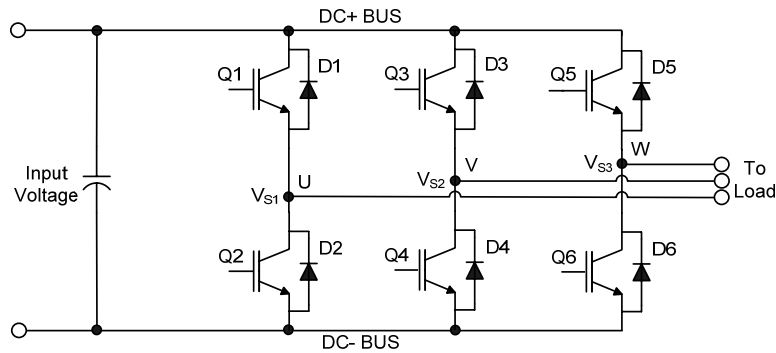 DC+ BUS
Q1
D1
Q3
D3
Q5
D5
Input
Voltage
U
VS1
V
VS2
W
VS3
To
Load
Q2
D2
Q4
D4
Q6
D6
DC- BUS